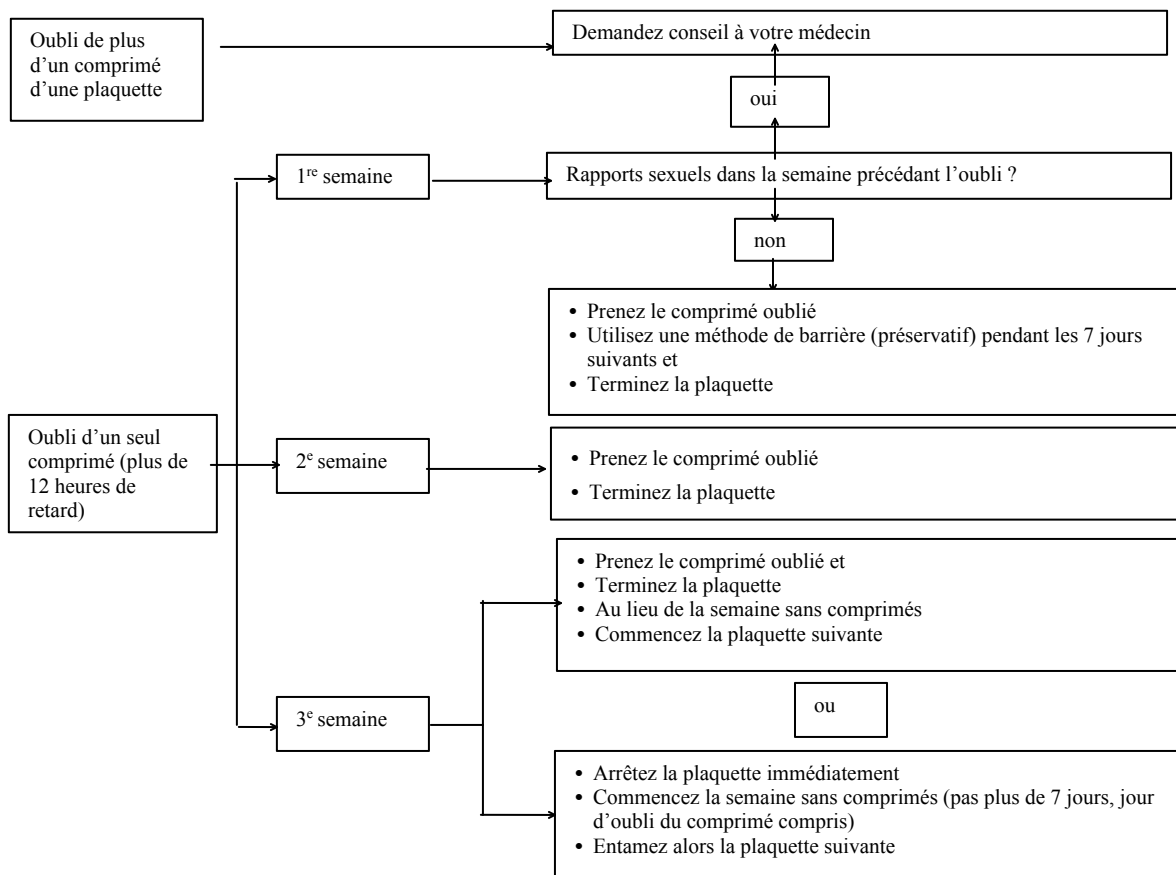 Oubli de plus
d’un comprimé
d’une plaquette
Demandez conseil à votre médecin
oui
1re semaine
Rapports sexuels dans la semaine précédant l’oubli ?
non
• Prenez le comprimé oublié
• Utilisez une méthode de barrière (préservatif) pendant les 7 jours
suivants et
• Terminez la plaquette
Oubli d’un seul
comprimé (plus de
12 heures de
retard)
2e semaine
• Prenez le comprimé oublié
• Terminez la plaquette
• Prenez le comprimé oublié et
• Terminez la plaquette
• Au lieu de la semaine sans comprimés
• Commencez la plaquette suivante
3e semaine
ou
• Arrêtez la plaquette immédiatement
• Commencez la semaine sans comprimés (pas plus de 7 jours, jour
d’oubli du comprimé compris)
• Entamez alors la plaquette suivante